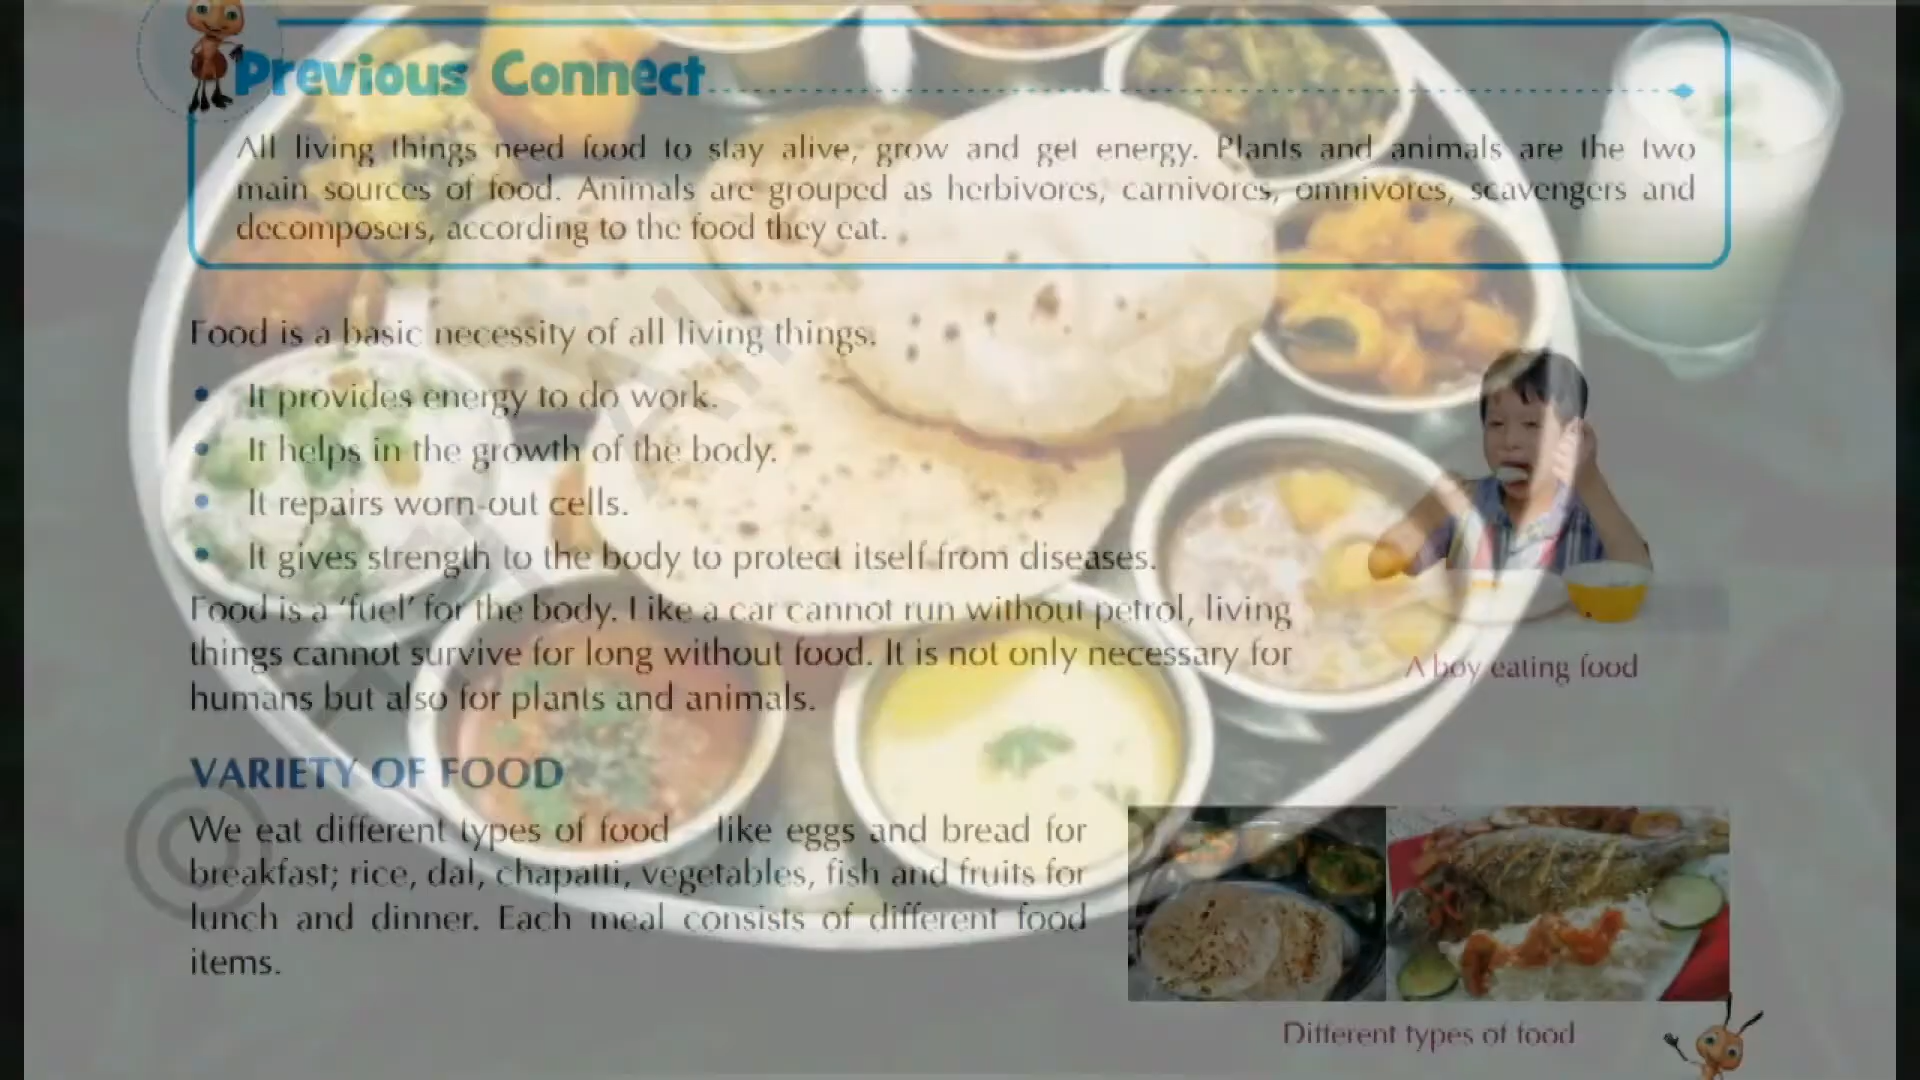 Previous Connect
All living things need food to stay alive, grow and get energy. Plants and animals are the two
main sources of food. Animals are grouped as herbivores, carnivores, omnivores, scavengers and
decomposers, according to the food they eat.
Food is a basic necessity of all living things.
• It provides energy to do work.
• It helps in the growth of the body.
• It repairs worn-out cells.
• It gives strength to the body to protect itself from diseases.
Food is a ‘fuel’ for the body. Like a car cannot run without petrol, living
things cannot survive for long without food. It is not only necessary for
humans but also for plants and animals.
A boy eating food
VARIETY OF FOOD
We eat different types of food like eggs and bread for
breakfast; rice, dal, chapatti, vegetables, fish and fruits for
lunch and dinner. Each meal consists of different food
items.
Different types of food
©